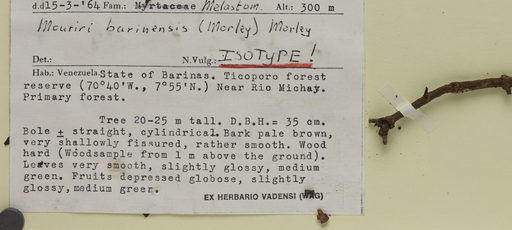 d.d15-3-'64 Fam.: Myrtaceae Melastom. Alt.: 300 m
Mouriri barinensis (Morley) Morley
Det.: N.Vulg.: ISOTYPE!
Hab.: Venezuela. State of Barinas. Ticoporo forest
reserve (70°40'W., 7°55'N.) Near Rio Michay.
Primary forest.
Tree 20-25 m tall. D.B.H.= 35 cm.
Bole ± straight, cylindrical. Bark pale brown,
very shallowly fissured, rather smooth. Wood
hard (Woodsample from 1 m above the ground).
Leaves very smooth, slightly glossy, medium
green. Fruits depressed globose, slightly
glossy, medium green.
EX HERBARIO VADENSI (WAG)